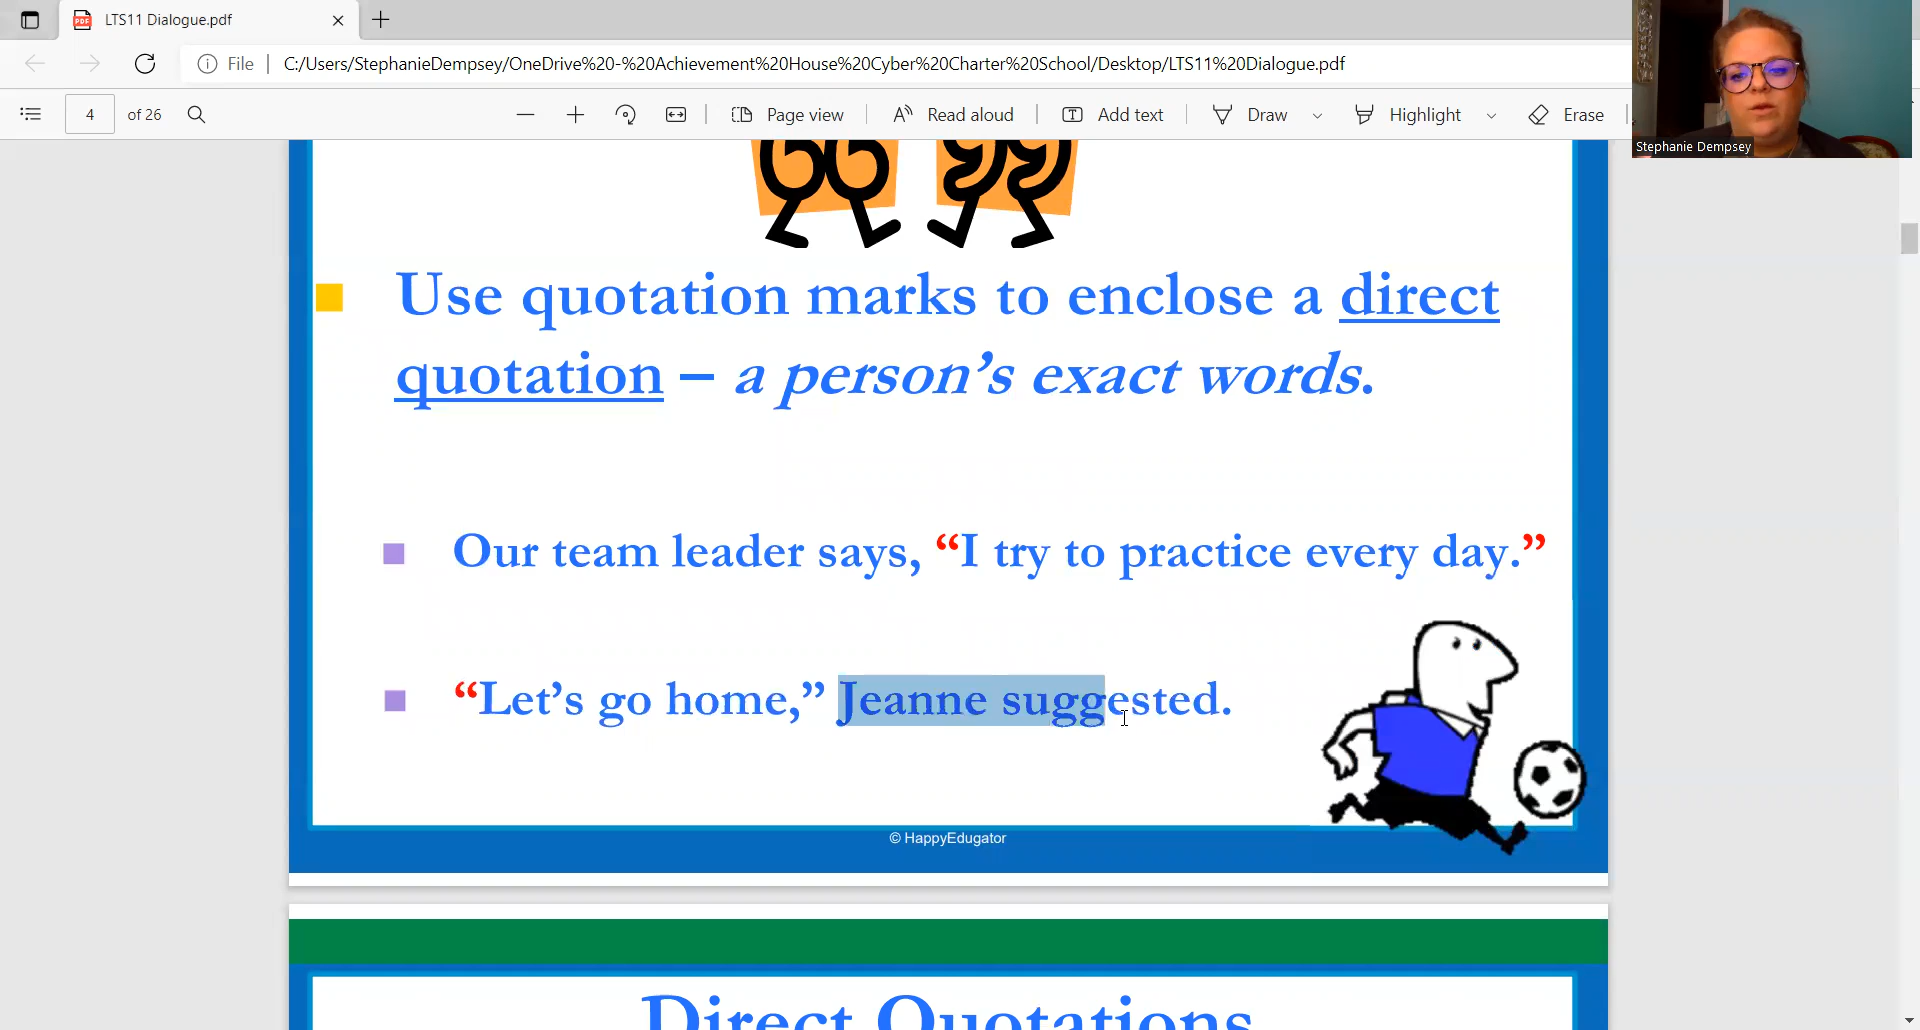 LTS11 Dialogue.pdf
File
C:/Users/StephanieDempsey/OneDrive%20-%20Achievement%20House%20Cyber%20Charter%20School/Desktop/LTS11%20Dialogue.pdf
4 of 26
Page view
Read aloud
Add text
Draw
Highlight
Erase
Stephanie Dempsey
66 99
Use quotation marks to enclose a direct
quotation – a person’s exact words.
Our team leader says, “I try to practice every day.”
“Let’s go home,” Jeanne suggested.
© HappyEdugator
Direct Quotations